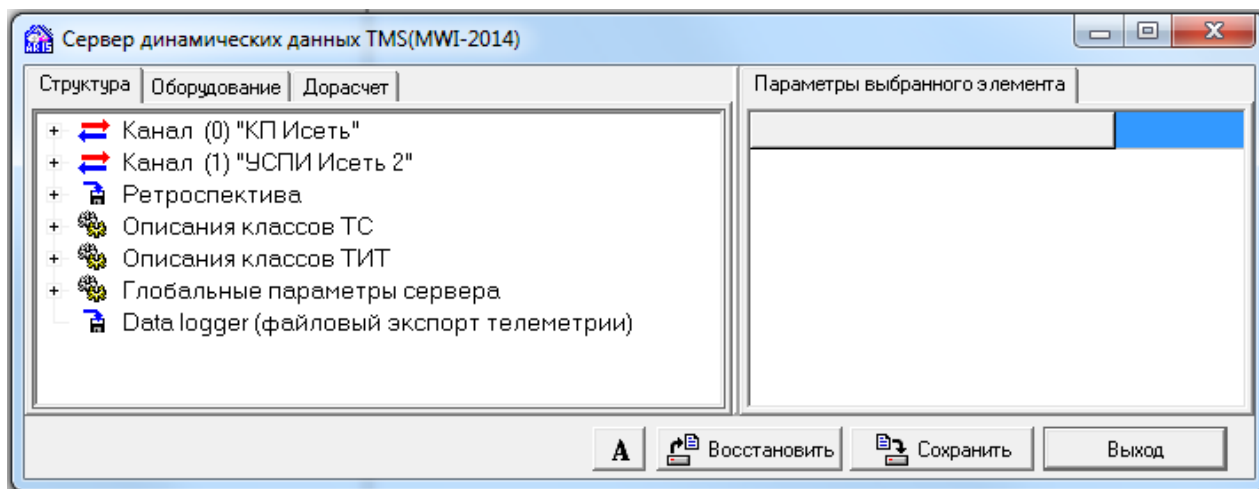 Сервер динамических данных TMS(MWI-2014)
Структура Оборудование Дорасчет
Параметры выбранного элемента
Канал (0) "КП Исеть"
Канал (1) "УСПИ Исеть 2"
Ретроспектива
Описания классов ТС
Описания классов ТИТ
Глобальные параметры сервера
Data logger (файловый экспорт телеметрии)
A Восстановить Сохранить Выход